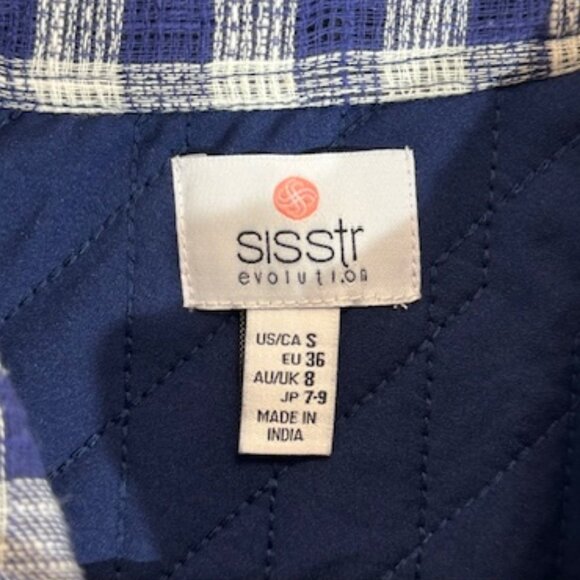 sisstr
evolution
US/CA S
EU 36
AU/UK 8
JP 7-9
MADE IN
INDIA